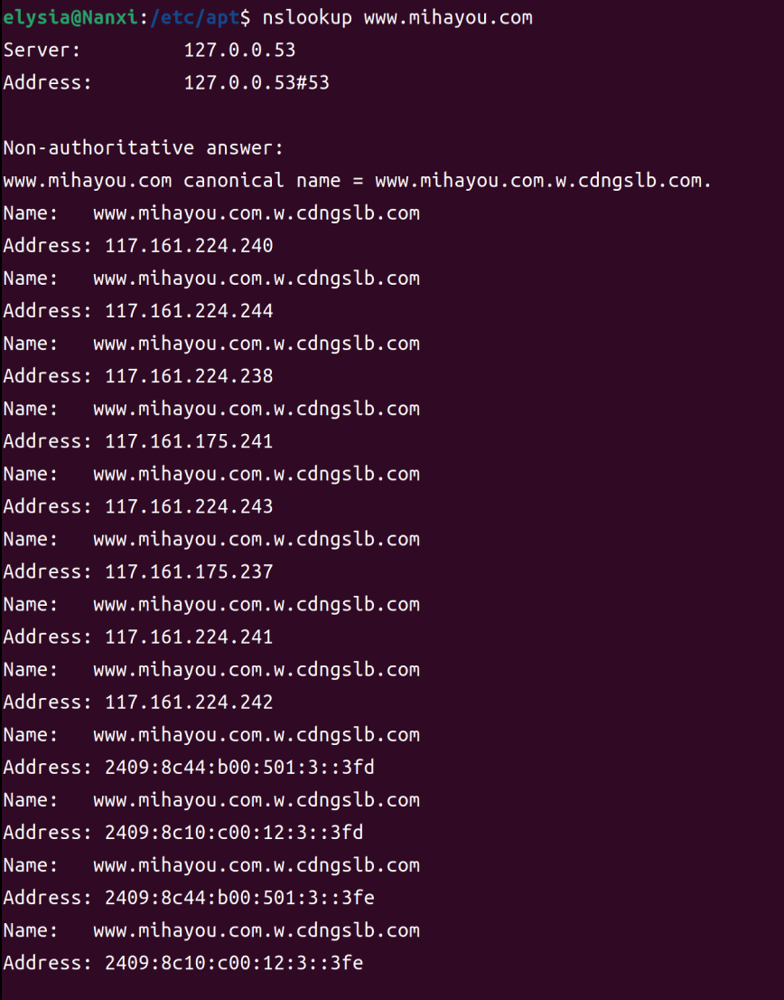 elysia@Nanxi:/etc/apt$ nslookup www.mihayou.com
Server:         127.0.0.53
Address:        127.0.0.53#53

Non-authoritative answer:
www.mihayou.com canonical name = www.mihayou.com.w.cdngslb.com.
Name:   www.mihayou.com.w.cdngslb.com
Address: 117.161.224.240
Name:   www.mihayou.com.w.cdngslb.com
Address: 117.161.224.244
Name:   www.mihayou.com.w.cdngslb.com
Address: 117.161.224.238
Name:   www.mihayou.com.w.cdngslb.com
Address: 117.161.175.241
Name:   www.mihayou.com.w.cdngslb.com
Address: 117.161.224.243
Name:   www.mihayou.com.w.cdngslb.com
Address: 117.161.175.237
Name:   www.mihayou.com.w.cdngslb.com
Address: 117.161.224.241
Name:   www.mihayou.com.w.cdngslb.com
Address: 117.161.224.242
Name:   www.mihayou.com.w.cdngslb.com
Address: 2409:8c44:b00:501:3::3fd
Name:   www.mihayou.com.w.cdngslb.com
Address: 2409:8c10:c00:12:3::3fd
Name:   www.mihayou.com.w.cdngslb.com
Address: 2409:8c44:b00:501:3::3fe
Name:   www.mihayou.com.w.cdngslb.com
Address: 2409:8c10:c00:12:3::3fe